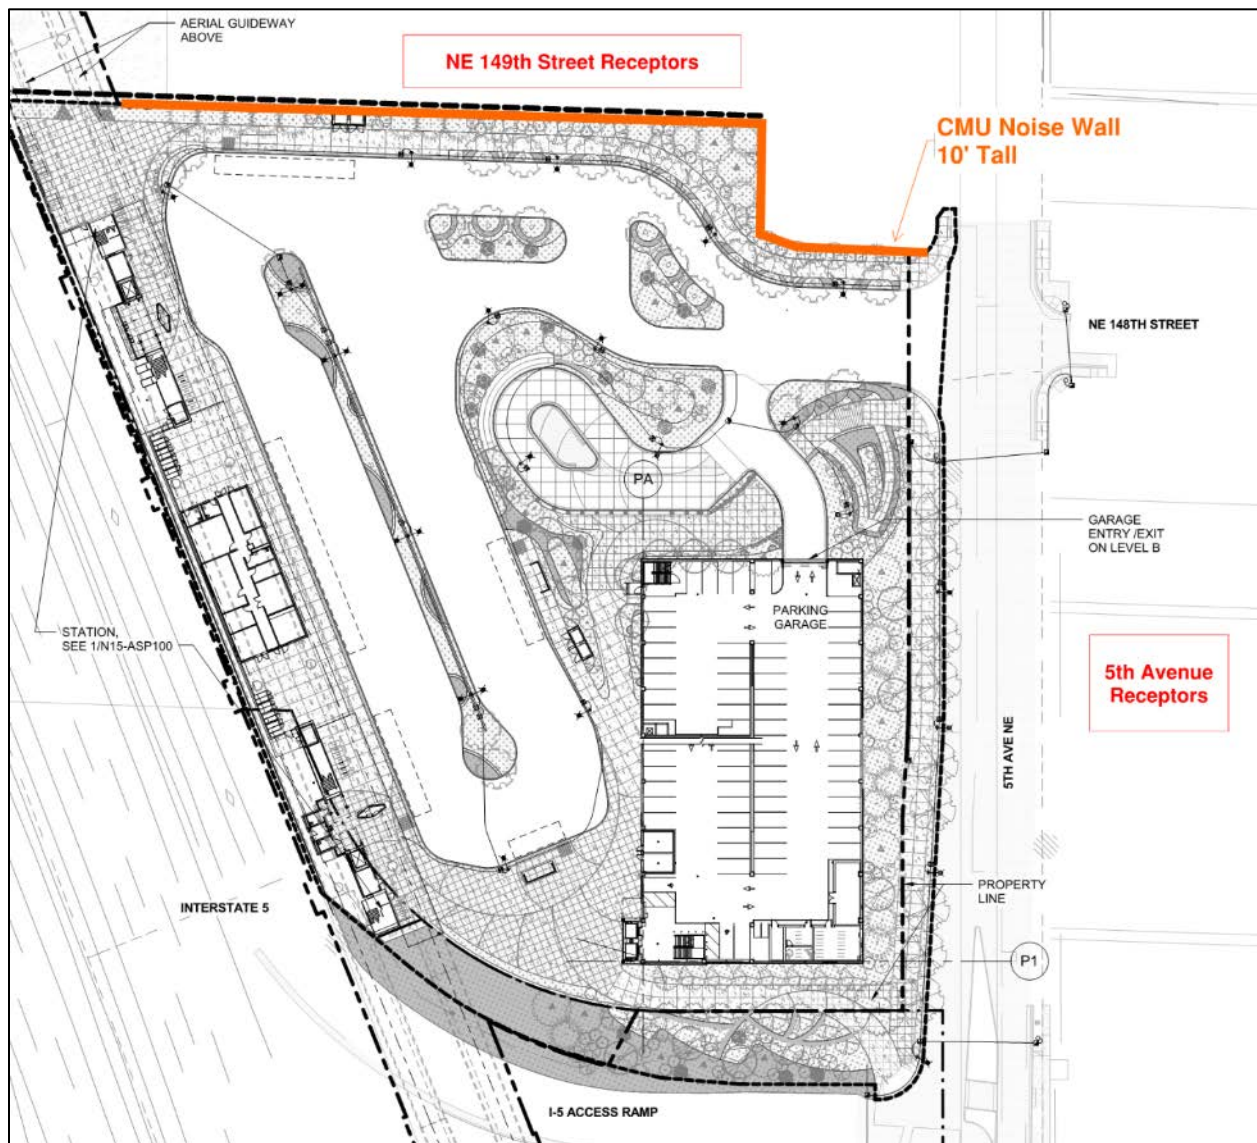 AERIAL GUIDEWAY
ABOVE
NE 149th Street Receptors
CMU Noise Wall
10' Tall
NE 148TH STREET
PA
GARAGE
ENTRY /EXIT
ON LEVEL B
PARKING
GARAGE
STATION,
SEE 1/N15-ASP100
5th Avenue
Receptors
5TH AVE NE
PROPERTY
LINE
INTERSTATE 5
P1
I-5 ACCESS RAMP